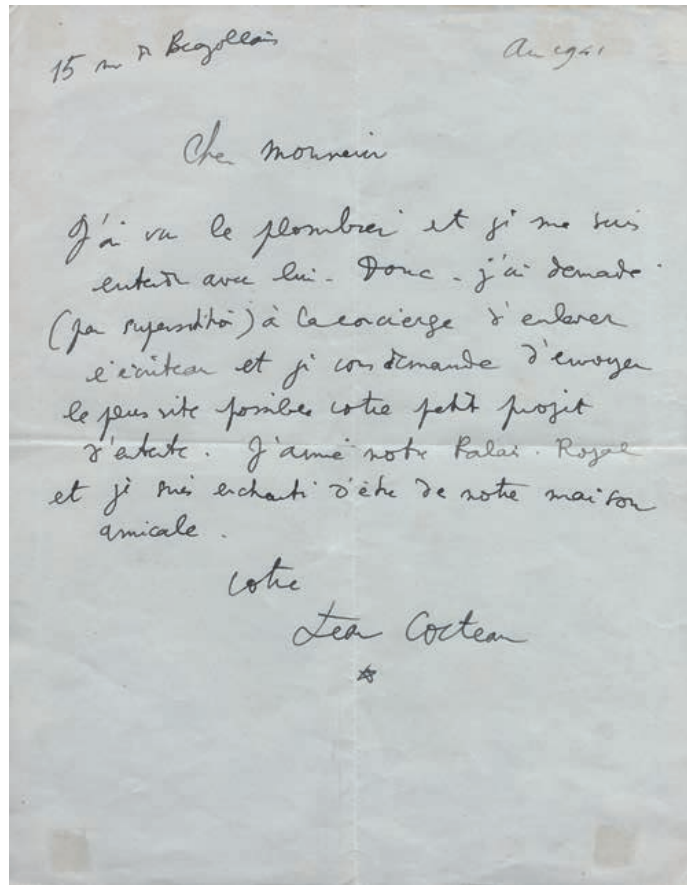 15 rue de Beaujolais
Avr 1941
Cher Monsieur
J'ai vu le plombier et je me suis
entendu avec lui - Donc - j'ai demandé
(par superstition) à la concierge d'enlever
l'écriteau et je vous demande d'envoyer
le plus vite possible votre petit projet
d'entente. J'aime notre Palais-Royal
et je suis enchanté d'être de notre maison
amicale.
votre
Jean Cocteau